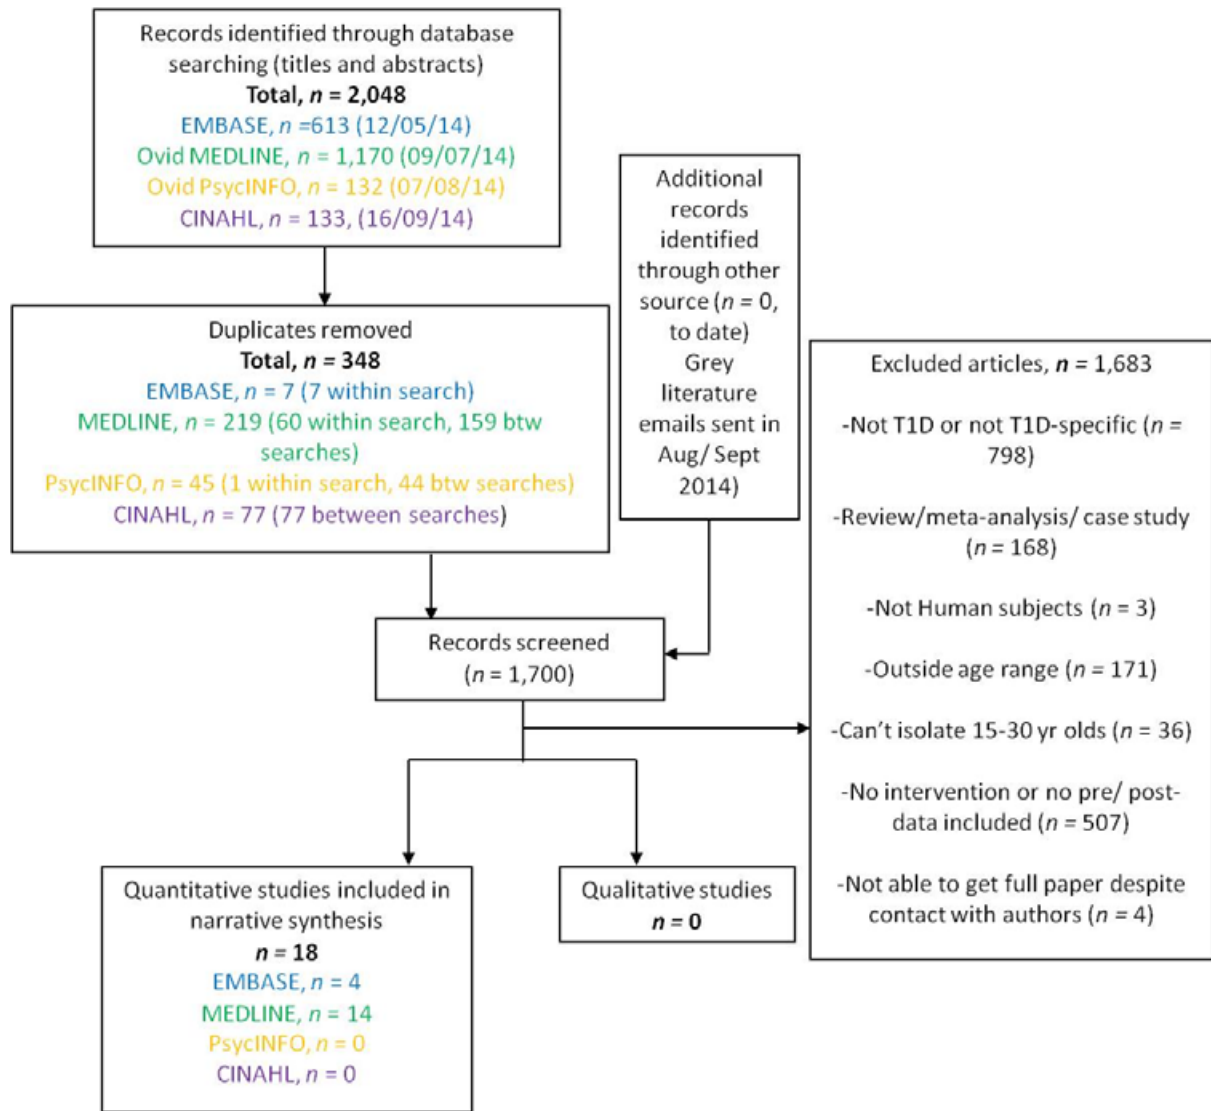 Records identified through database
searching (titles and abstracts)
Total, n = 2,048
EMBASE, n =613 (12/05/14)
Ovid MEDLINE, n = 1,170 (09/07/14)
Ovid PsycINFO, n = 132 (07/08/14)
CINAHL, n = 133, (16/09/14)
Additional
records
identified
through other
source (n = 0,
to date)
Grey
literature
emails sent in
Aug/ Sept
2014)
Duplicates removed
Total, n = 348
EMBASE, n = 7 (7 within search)
MEDLINE, n = 219 (60 within search, 159 btw
searches)
PsycINFO, n = 45 (1 within search, 44 btw searches)
CINAHL, n = 77 (77 between searches)
Records screened
(n = 1,700)
Excluded articles, n = 1,683
-Not T1D or not T1D-specific (n =
798)
-Review/meta-analysis/ case study
(n = 168)
-Not Human subjects (n = 3)
-Outside age range (n = 171)
-Can't isolate 15-30 yr olds (n = 36)
-No intervention or no pre/ post-
data included (n = 507)
-Not able to get full paper despite
contact with authors (n = 4)
Quantitative studies included in
narrative synthesis
n = 18
EMBASE, n = 4
MEDLINE, n = 14
PsycINFO, n = 0
CINAHL, n = 0
Qualitative studies
n = 0